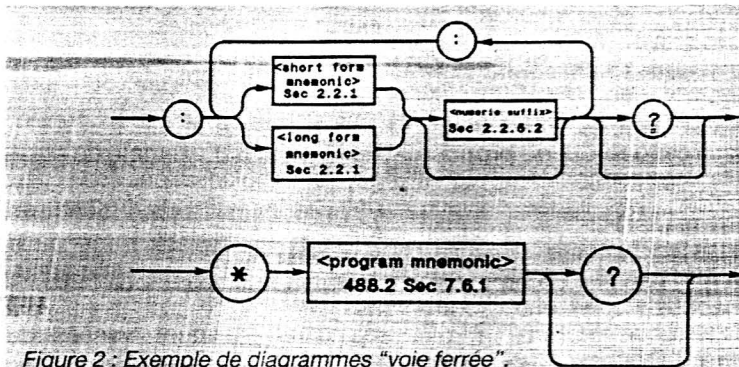 :
<short form
mnemonic>
Sec 2.2.1
:
<numeric suffix>
Sec 2.2.6.2
?
<long form
mnemonic>
Sec 2.2.1
*
<program mnemonic>
488.2 Sec 7.6.1
?
Figure 2 : Exemple de diagrammes "voie ferrée".